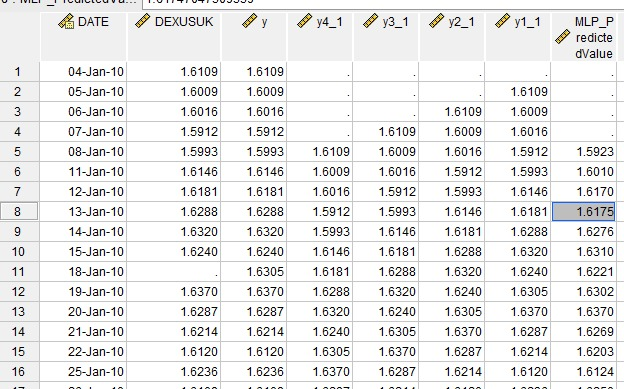 DATE DEXUSUK y y4_1 y3_1 y2_1 y1_1 MLP_P
redicte
dValue
1 04-Jan-10 1.6109 1.6109 . . . . .
2 05-Jan-10 1.6009 1.6009 . . . 1.6109 .
3 06-Jan-10 1.6016 1.6016 . . 1.6109 1.6009 .
4 07-Jan-10 1.5912 1.5912 . 1.6109 1.6009 1.6016 .
5 08-Jan-10 1.5993 1.5993 1.6109 1.6009 1.6016 1.5912 1.5923
6 11-Jan-10 1.6146 1.6146 1.6009 1.6016 1.5912 1.5993 1.6010
7 12-Jan-10 1.6181 1.6181 1.6016 1.5912 1.5993 1.6146 1.6170
8 13-Jan-10 1.6288 1.6288 1.5912 1.5993 1.6146 1.6181 1.6175
9 14-Jan-10 1.6320 1.6320 1.5993 1.6146 1.6181 1.6288 1.6276
10 15-Jan-10 1.6240 1.6240 1.6146 1.6181 1.6288 1.6320 1.6310
11 18-Jan-10 . 1.6305 1.6181 1.6288 1.6320 1.6240 1.6221
12 19-Jan-10 1.6370 1.6370 1.6288 1.6320 1.6240 1.6305 1.6302
13 20-Jan-10 1.6287 1.6287 1.6320 1.6240 1.6305 1.6370 1.6370
14 21-Jan-10 1.6214 1.6214 1.6240 1.6305 1.6370 1.6287 1.6269
15 22-Jan-10 1.6120 1.6120 1.6305 1.6370 1.6287 1.6214 1.6203
16 25-Jan-10 1.6236 1.6236 1.6370 1.6287 1.6214 1.6120 1.6124